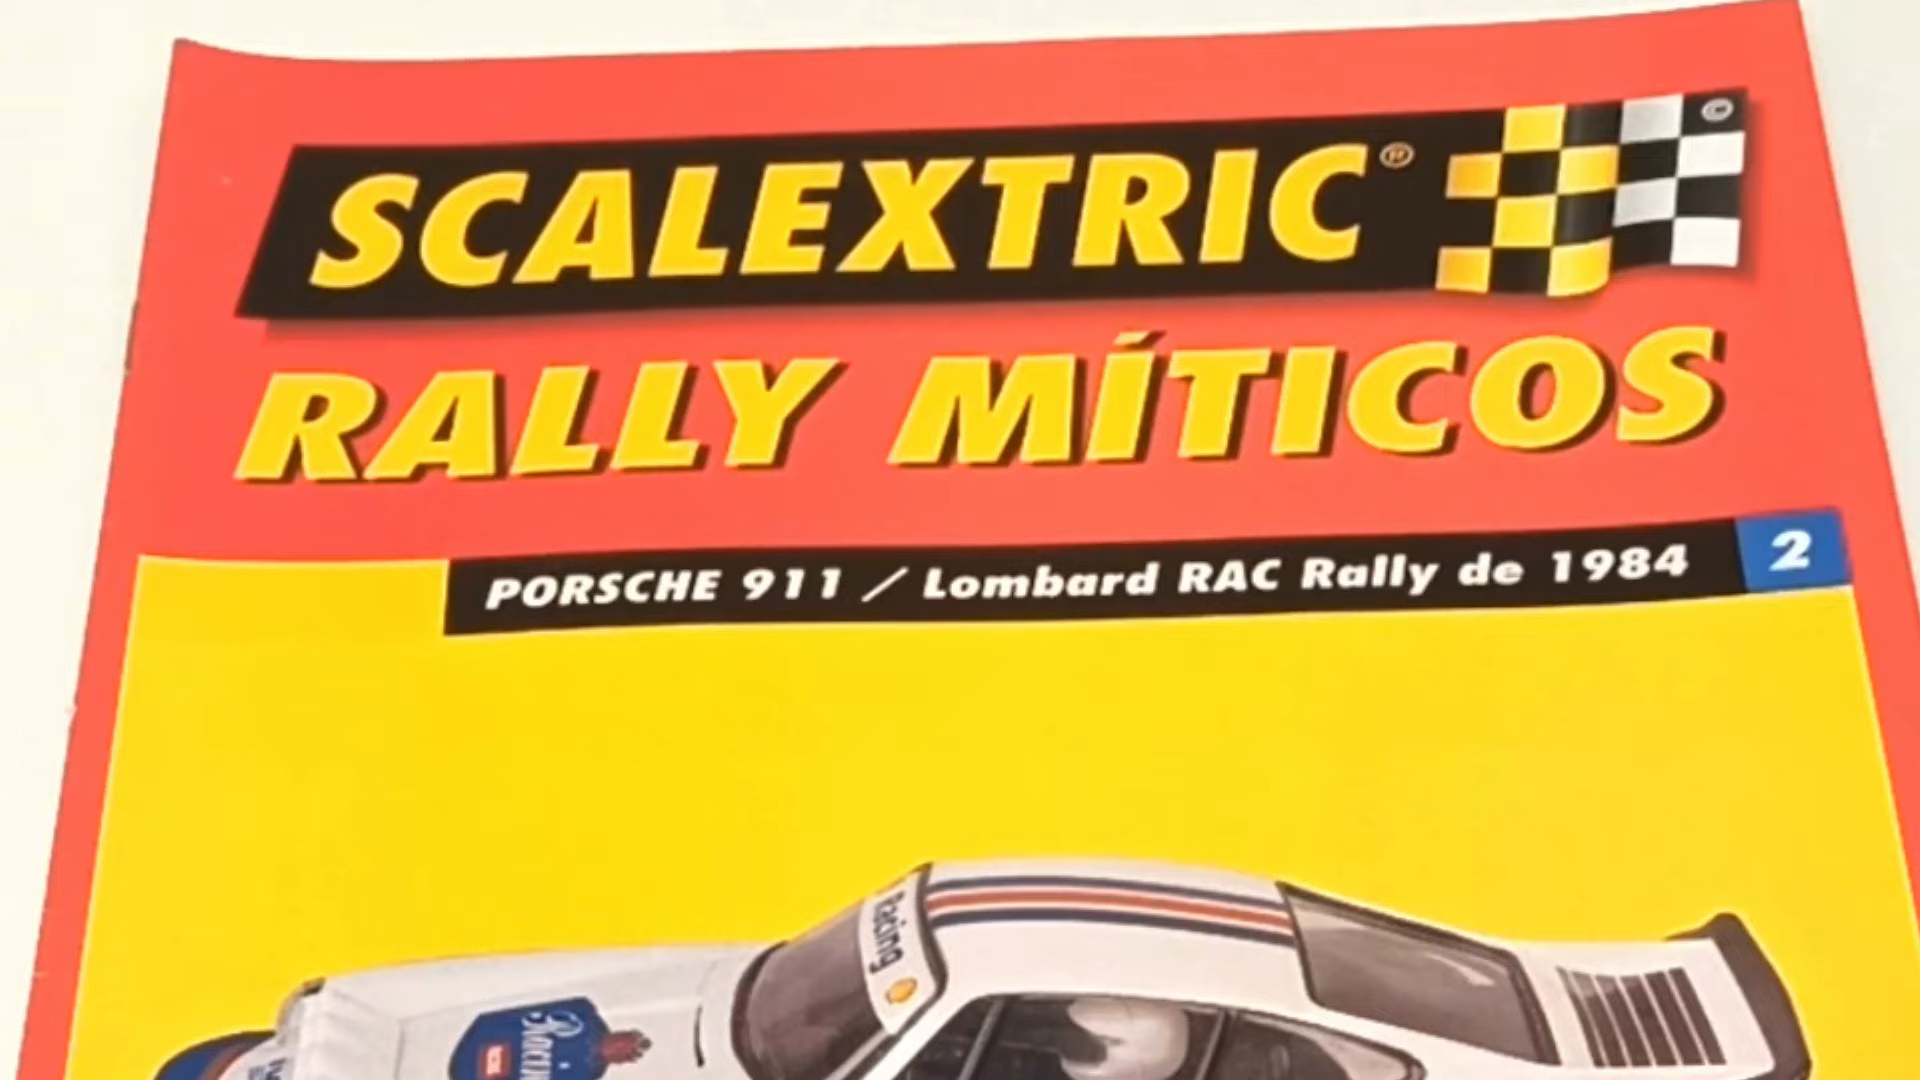 SCALEXTRIC®
©
RALLY MÍTICOS
PORSCHE 911 / Lombard RAC Rally de 1984
2
Racing